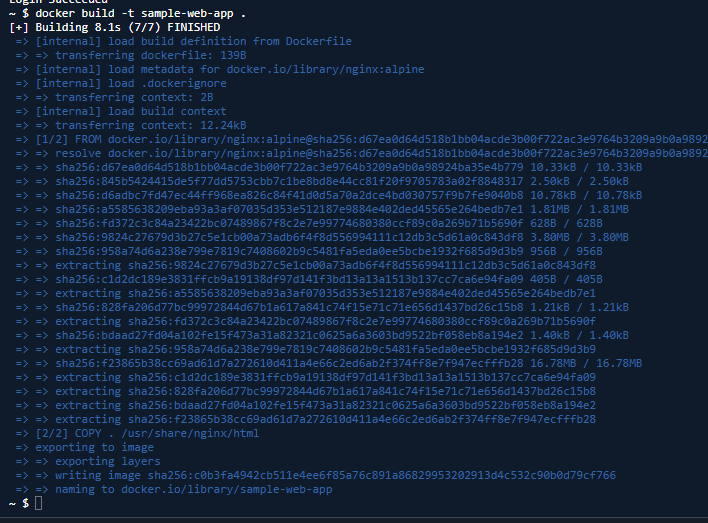 Login Succeeded
~ $ docker build -t sample-web-app .
[+] Building 8.1s (7/7) FINISHED
=> [internal] load build definition from Dockerfile
=> => transferring dockerfile: 139B
=> [internal] load metadata for docker.io/library/nginx:alpine
=> [internal] load .dockerignore
=> => transferring context: 2B
=> [internal] load build context
=> => transferring context: 12.24kB
=> [1/2] FROM docker.io/library/nginx:alpine@sha256:d67ea0d64d518b1bb04acde3b00f722ac3e9764b3209a9b0a9892
=> => resolve docker.io/library/nginx:alpine@sha256:d67ea0d64d518b1bb04acde3b00f722ac3e9764b3209a9b0a9892
=> => sha256:d67ea0d64d518b1bb04acde3b00f722ac3e9764b3209a9b0a98924ba35e4b779 10.33kB / 10.33kB
=> => sha256:845b5424415de5f77dd5753cbb7c1be8bd8e44cc81f20f9705783a02f8848317 2.50kB / 2.50kB
=> => sha256:d6adbc7fd47ec44ff968ea826c84f41d0d5a70a2dce4bd030757f9b7fe9040b8 10.78kB / 10.78kB
=> => sha256:a5585638209eba93a3af07035d353e512187e9884e402ded45565e264bedb7e1 1.81MB / 1.81MB
=> => sha256:fd372c3c84a23422bc07489867f8c2e7e99774680380ccf89c0a269b71b5690f 628B / 628B
=> => sha256:9824c27679d3b27c5e1cb00a73adb6f4f8d556994111c12db3c5d61a0c843df8 3.80MB / 3.80MB
=> => sha256:958a74d6a238e799e7819c7408602b9c5481fa5eda0ee5bcbe1932f685d9d3b9 956B / 956B
=> => extracting sha256:9824c27679d3b27c5e1cb00a73adb6f4f8d556994111c12db3c5d61a0c843df8
=> => sha256:c1d2dc189e3831ffcb9a19138df97d141f3bd13a13a1513b137cc7ca6e94fa09 405B / 405B
=> => extracting sha256:a5585638209eba93a3af07035d353e512187e9884e402ded45565e264bedb7e1
=> => sha256:828fa206d77bc99972844d67b1a617a841c74f15e71c71e656d1437bd26c15b8 1.21kB / 1.21kB
=> => extracting sha256:fd372c3c84a23422bc07489867f8c2e7e99774680380ccf89c0a269b71b5690f
=> => sha256:bdaad27fd04a102fe15f473a31a82321c0625a6a3603bd9522bf058eb8a194e2 1.40kB / 1.40kB
=> => extracting sha256:958a74d6a238e799e7819c7408602b9c5481fa5eda0ee5bcbe1932f685d9d3b9
=> => sha256:f23865b38cc69ad61d7a272610d411a4e66c2ed6ab2f374ff8e7f947ecfffb28 16.78MB / 16.78MB
=> => extracting sha256:c1d2dc189e3831ffcb9a19138df97d141f3bd13a13a1513b137cc7ca6e94fa09
=> => extracting sha256:828fa206d77bc99972844d67b1a617a841c74f15e71c71e656d1437bd26c15b8
=> => extracting sha256:bdaad27fd04a102fe15f473a31a82321c0625a6a3603bd9522bf058eb8a194e2
=> => extracting sha256:f23865b38cc69ad61d7a272610d411a4e66c2ed6ab2f374ff8e7f947ecfffb28
=> [2/2] COPY . /usr/share/nginx/html
=> exporting to image
=> => exporting layers
=> => writing image sha256:c0b3fa4942cb511e4ee6f85a76c891a86829953202913d4c532c90b0d79cf766
=> => naming to docker.io/library/sample-web-app
~ $